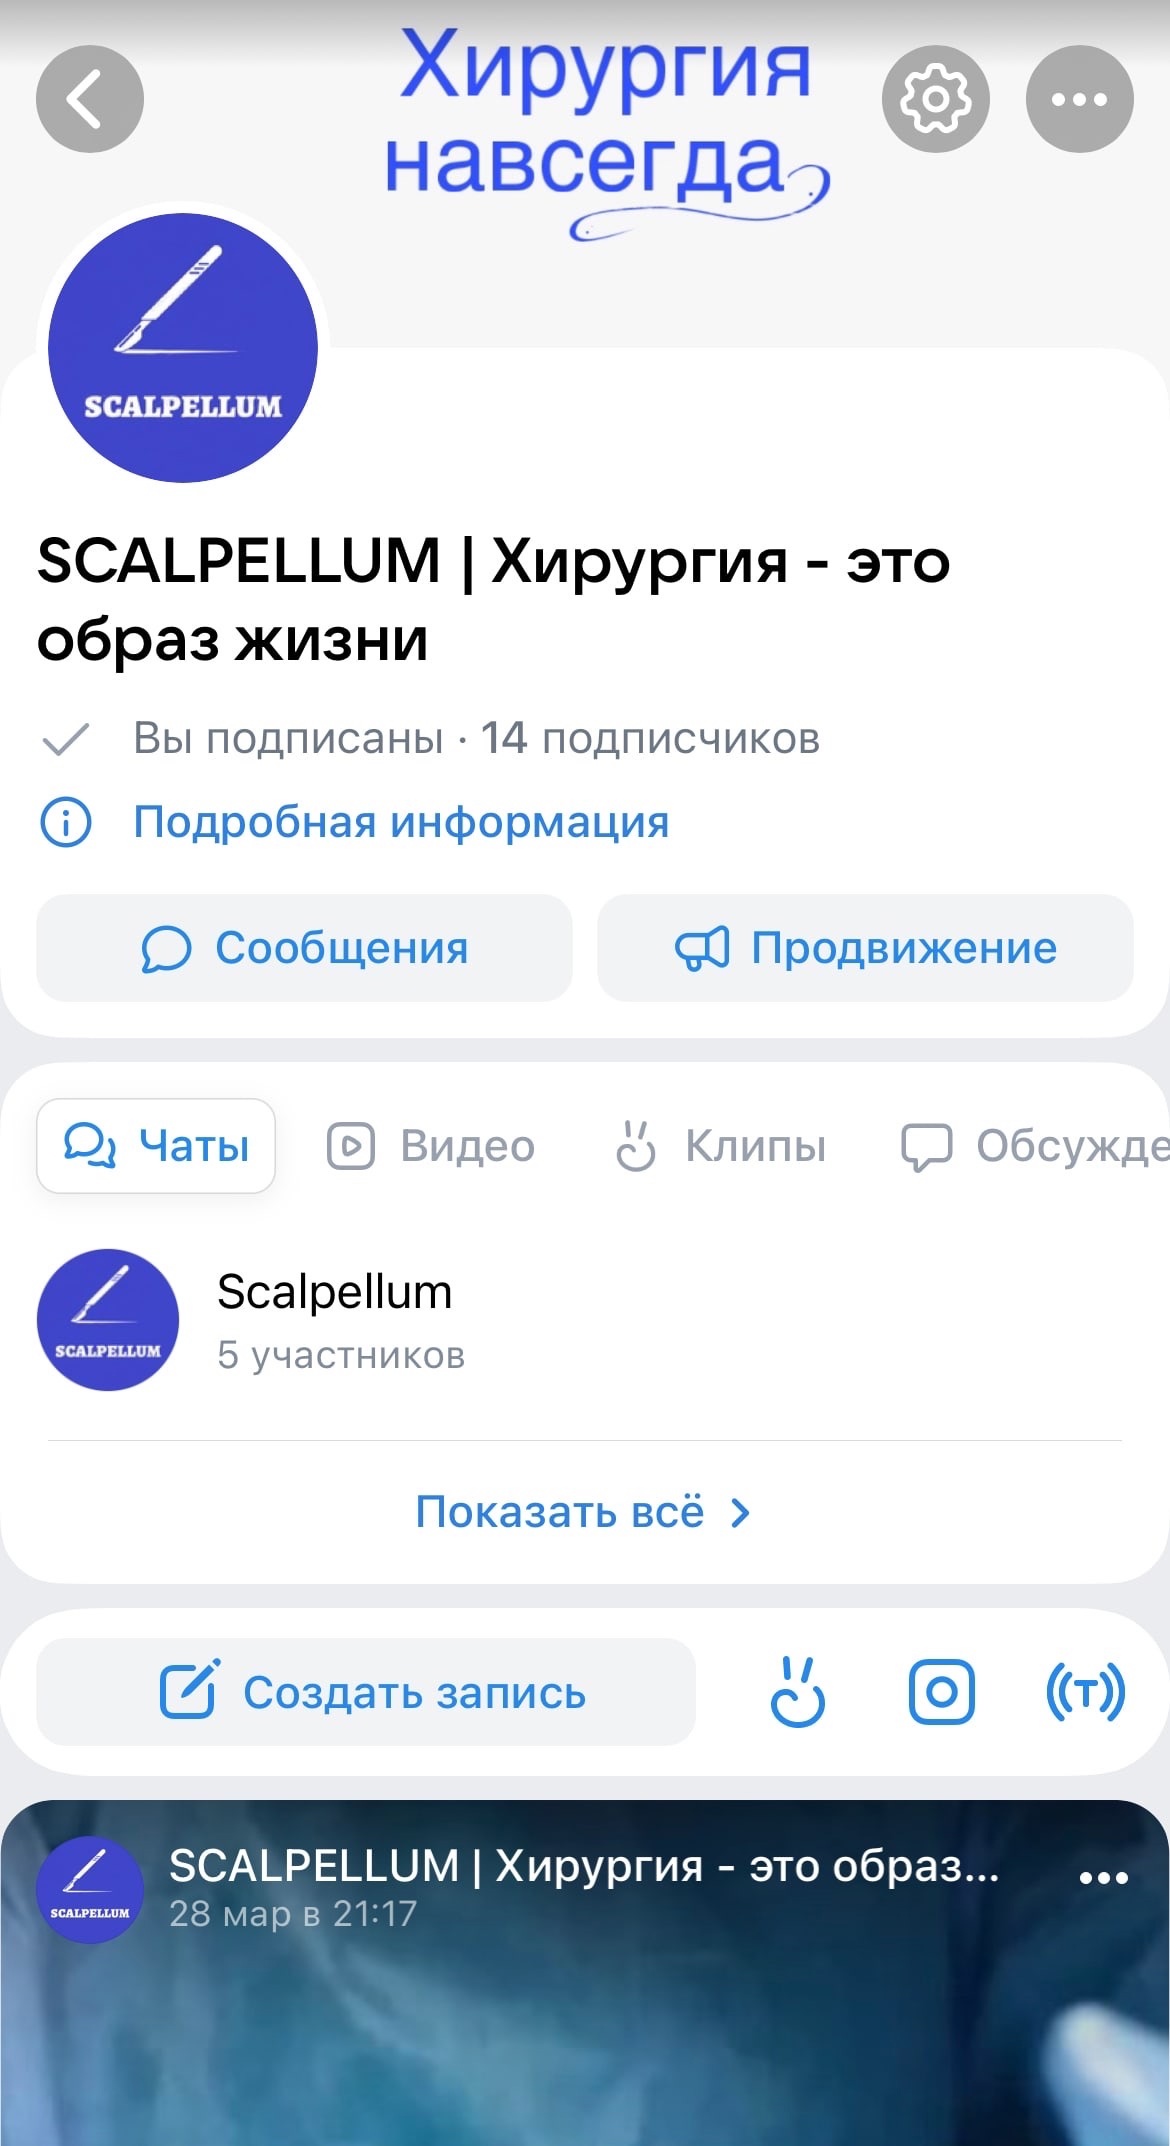 Хирургия
навсегда
SCALPELLUM
SCALPELLUM | Хирургия - это
образ жизни
Вы подписаны · 14 подписчиков
Подробная информация
Сообщения
Продвижение
Чаты
Видео
Клипы
Обсужде
SCALPELLUM
Scalpellum
5 участников
Показать всё
Создать запись
SCALPELLUM
SCALPELLUM | Хирургия - это образ...
28 мар в 21:17